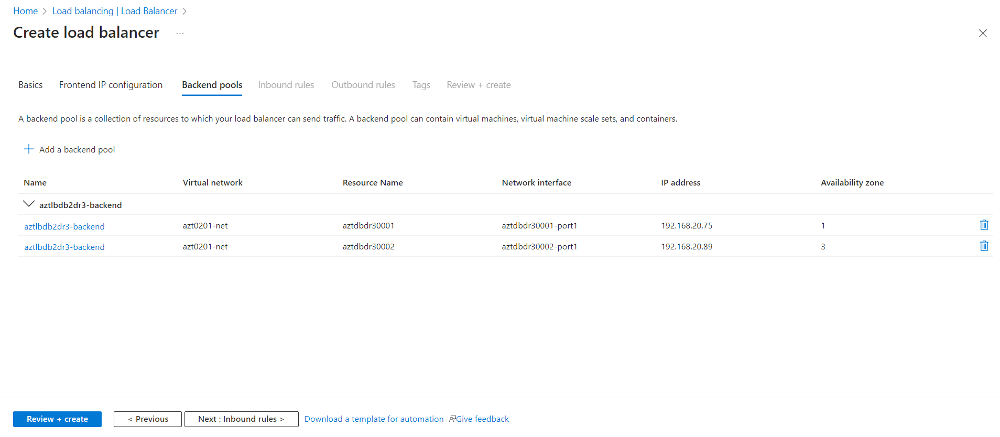 Home > Load balancing | Load Balancer >
Create load balancer ...
Basics Frontend IP configuration Backend pools Inbound rules Outbound rules Tags Review + create
A backend pool is a collection of resources to which your load balancer can send traffic. A backend pool can contain virtual machines, virtual machine scale sets, and containers.
Add a backend pool
Name Virtual network Resource Name Network interface IP address Availability zone
aztlbdb2dr3-backend
aztlbdb2dr3-backend azt0201-net aztdbdr30001 aztdbdr30001-port1 192.168.20.75 1
aztlbdb2dr3-backend azt0201-net aztdbdr30002 aztdbdr30002-port1 192.168.20.89 3
Review + create < Previous Next : Inbound rules > Download a template for automation Give feedback